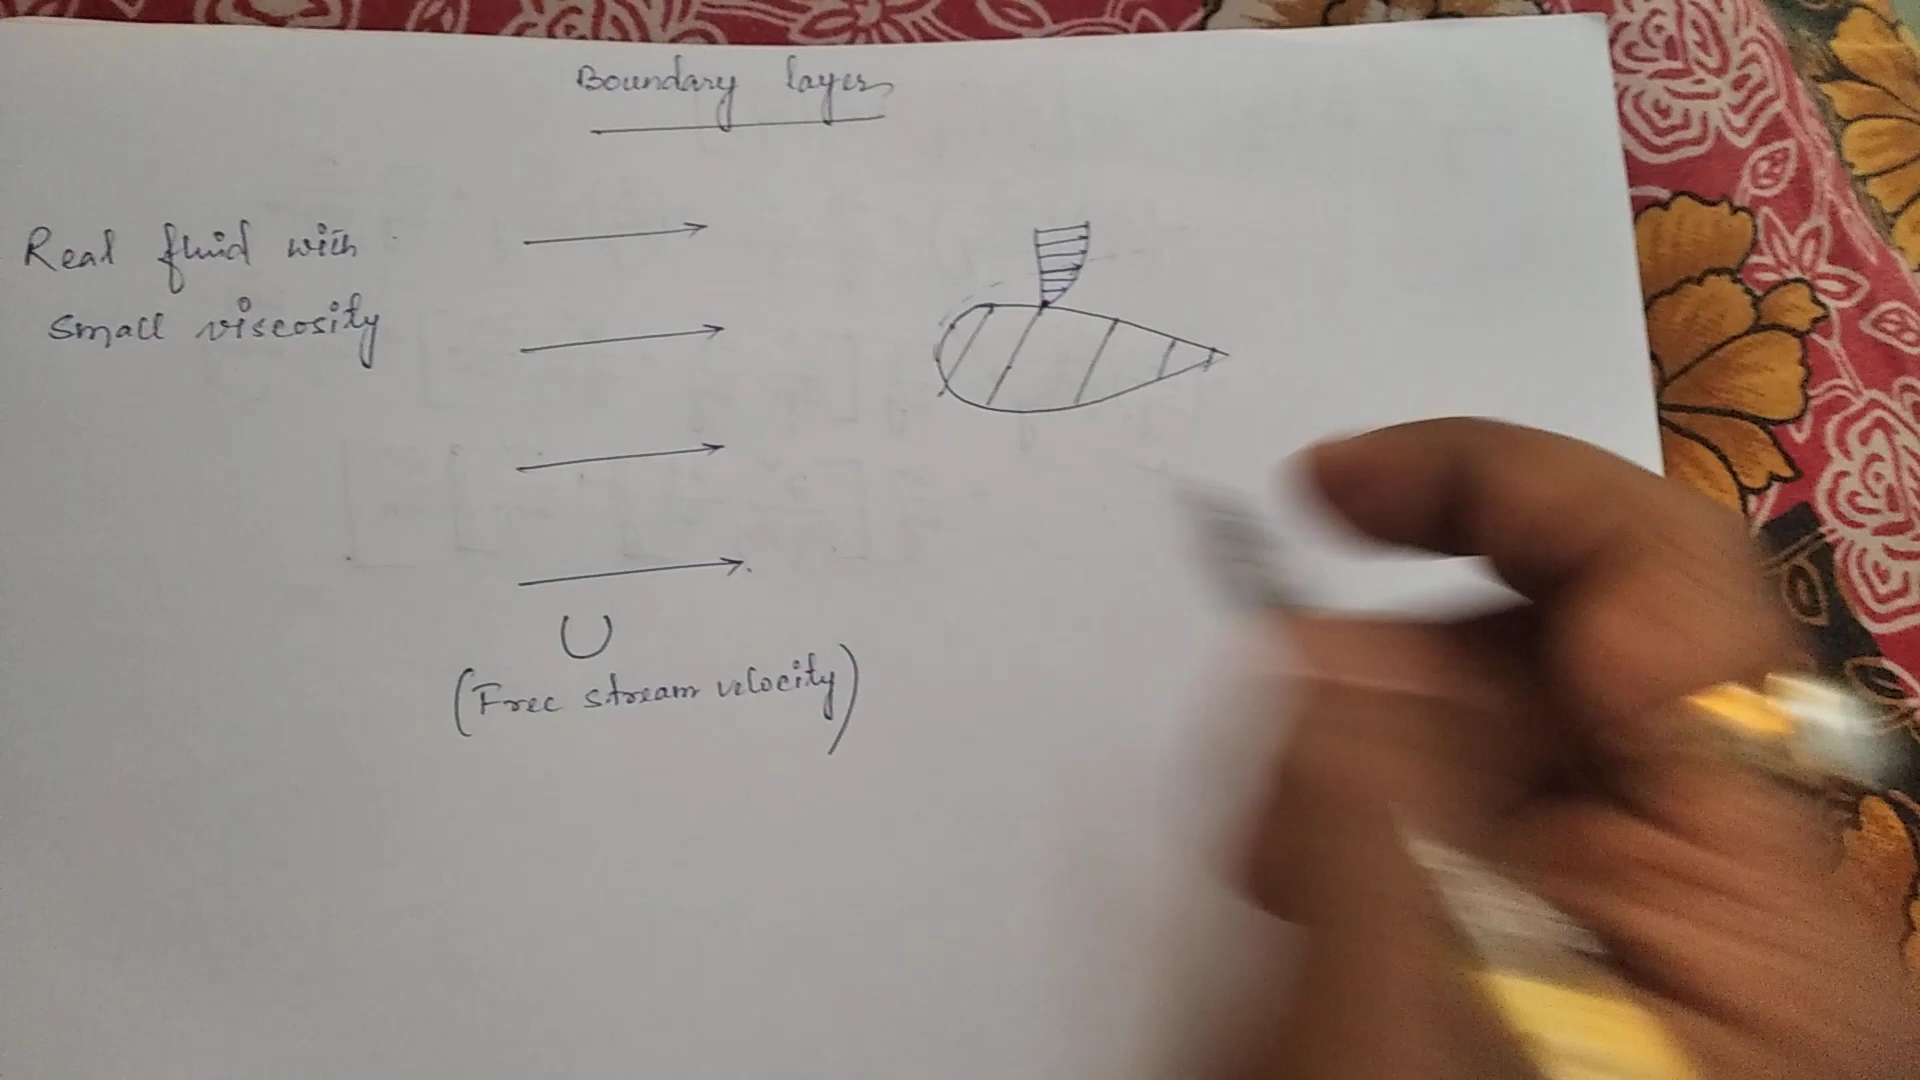 Boundary layer
Real fluid with
small viscosity
U
(Free stream velocity)